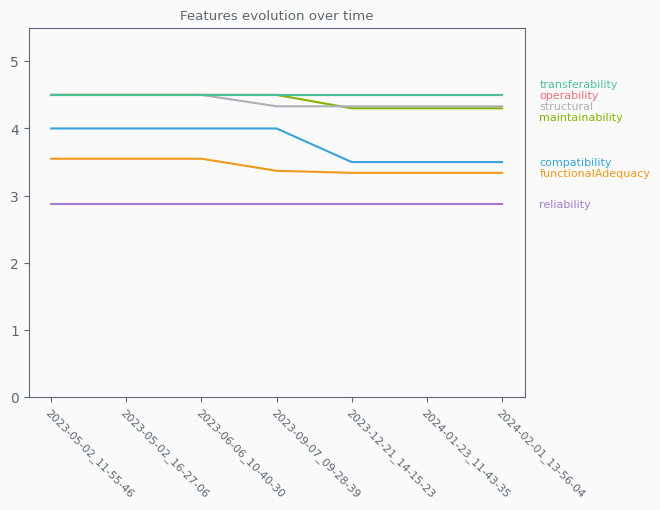 Features evolution over time
5
4
3
2
1
0
transferability
operability
structural
maintainability
compatibility
functionalAdequacy
reliability
2023-05-02_11-55-46
2023-05-02_16-27-06
2023-06-06_10-40-30
2023-09-07_09-28-39
2023-12-21_14-15-23
2024-01-23_11-43-35
2024-02-01_13-56-04